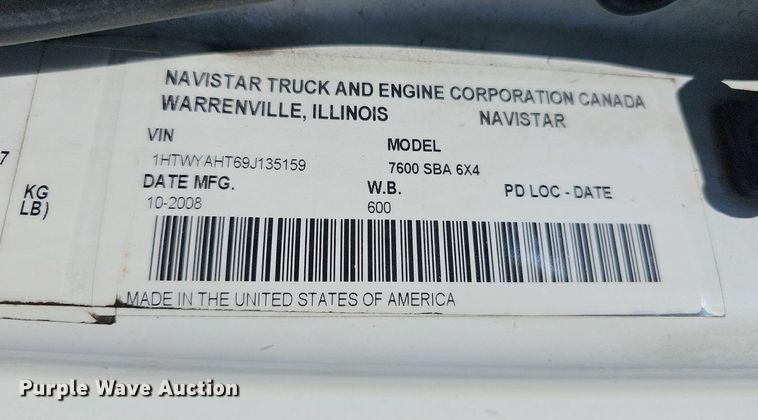 NAVISTAR TRUCK AND ENGINE CORPORATION CANADA
WARRENVILLE, ILLINOIS NAVISTAR
VIN MODEL
1HTWYAHT69J135159 7600 SBA 6X4
7
KG DATE MFG. W.B. PD LOC - DATE
LB) 10-2008 600
MADE IN THE UNITED STATES OF AMERICA
Purple Wave Auction